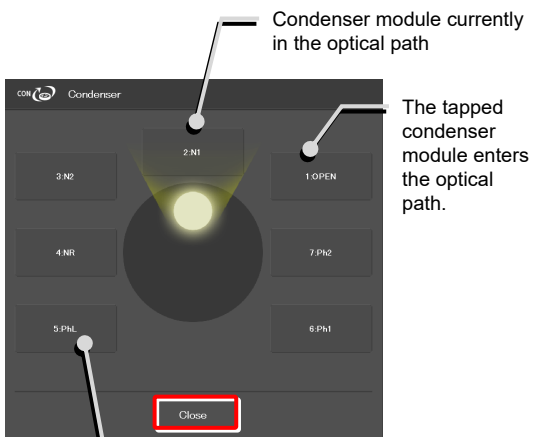 Condenser module currently
in the optical path
CON Condenser
2:N1
3:N2
1:OPEN
The tapped
condenser
module enters
the optical
path.
4:NR
7:Ph2
5:PhL
6:Ph1
Close